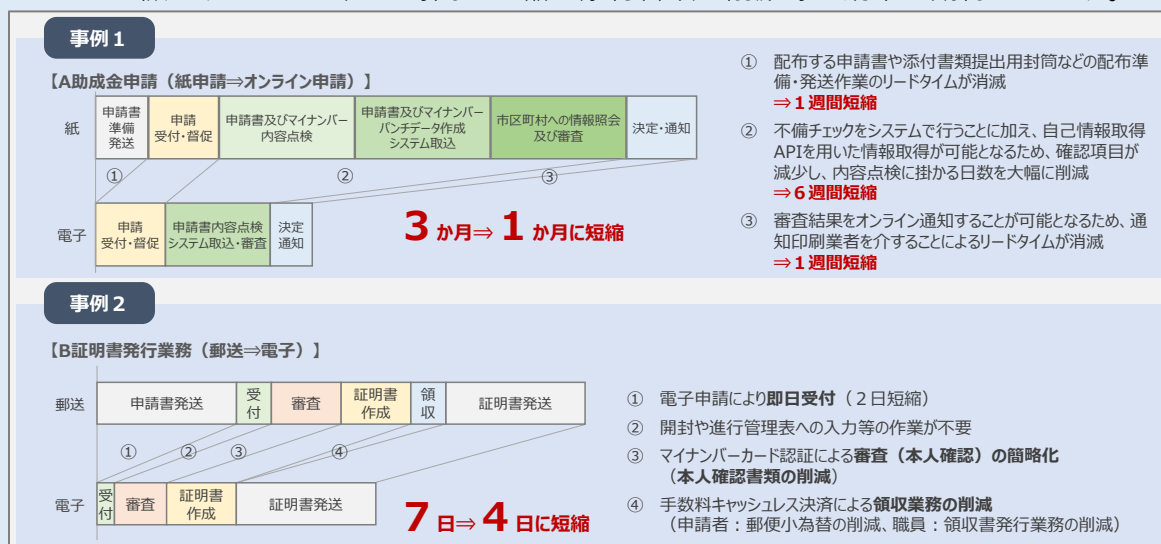 事例１
【A助成金申請（紙申請⇒オンライン申請）】
紙
申請書
準備
発送
申請
受付・督促
申請書及びマイナンバー
内容点検
申請書及びマイナンバー
パンチデータ作成
システム取込
市区町村への情報照会
及び審査
決定・通知
①
②
③
電子
申請
受付・督促
申請書内容点検
システム取込・審査
決定
通知
3 か月⇒ 1 か月に短縮
① 配布する申請書や添付書類提出用封筒などの配布準
備・発送作業のリードタイムが消滅
⇒１週間短縮
② 不備チェックをシステムで行うことに加え、自己情報取得
APIを用いた情報取得が可能となるため、確認項目が
減少し、内容点検に掛かる日数を大幅に削減
⇒６週間短縮
③ 審査結果をオンライン通知することが可能となるため、通
知印刷業者を介することによるリードタイムが消滅
⇒１週間短縮
事例２
【B証明書発行業務（郵送⇒電子）】
郵送
申請書発送
受
付
審査
証明書
作成
領
収
証明書発送
①
②
③
④
電子
受
付
審査
証明書
作成
証明書発送
7 日⇒ 4 日に短縮
① 電子申請により即日受付（２日短縮）
② 開封や進行管理表への入力等の作業が不要
③ マイナンバーカード認証による審査（本人確認）の簡略化
（本人確認書類の削減）
④ 手数料キャッシュレス決済による領収業務の削減
（申請者：郵便小為替の削減、職員：領収書発行業務の削減）